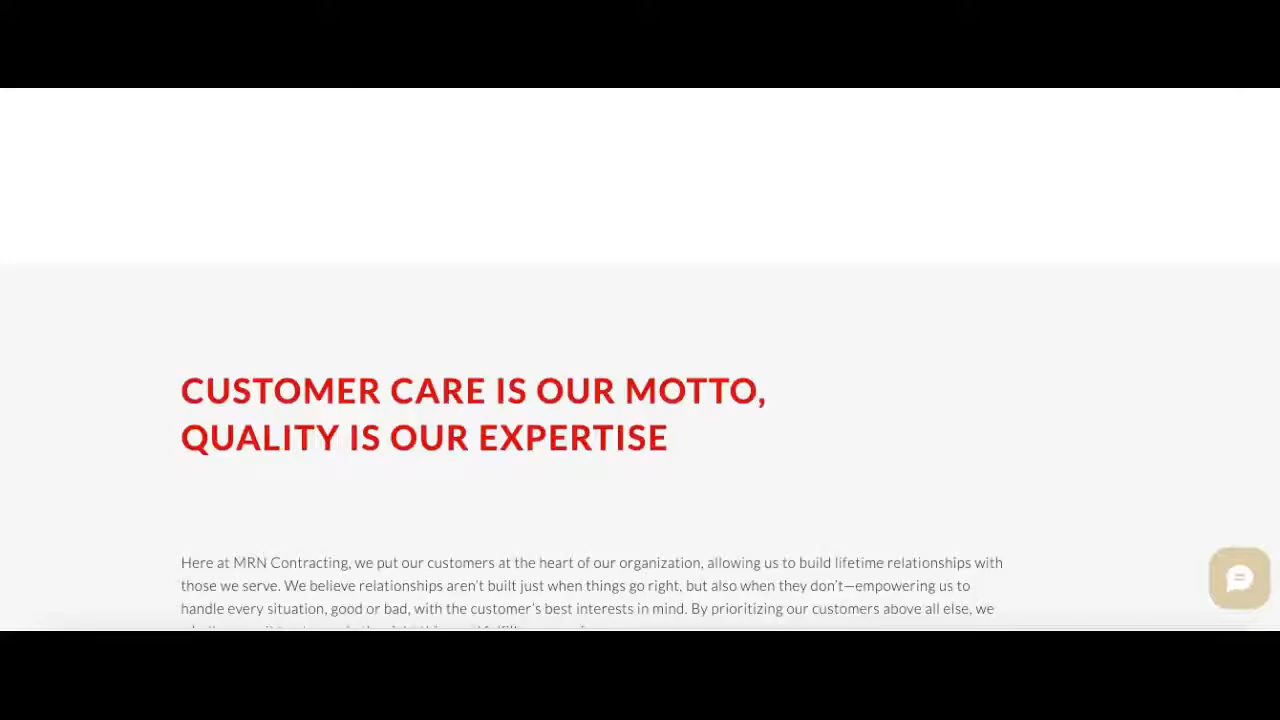 CUSTOMER CARE IS OUR MOTTO,
QUALITY IS OUR EXPERTISE
Here at MRN Contracting, we put our customers at the heart of our organization, allowing us to build lifetime relationships with
those we serve. We believe relationships aren't built just when things go right, but also when they don't—empowering us to
handle every situation, good or bad, with the customer's best interests in mind. By prioritizing our customers above all else, we